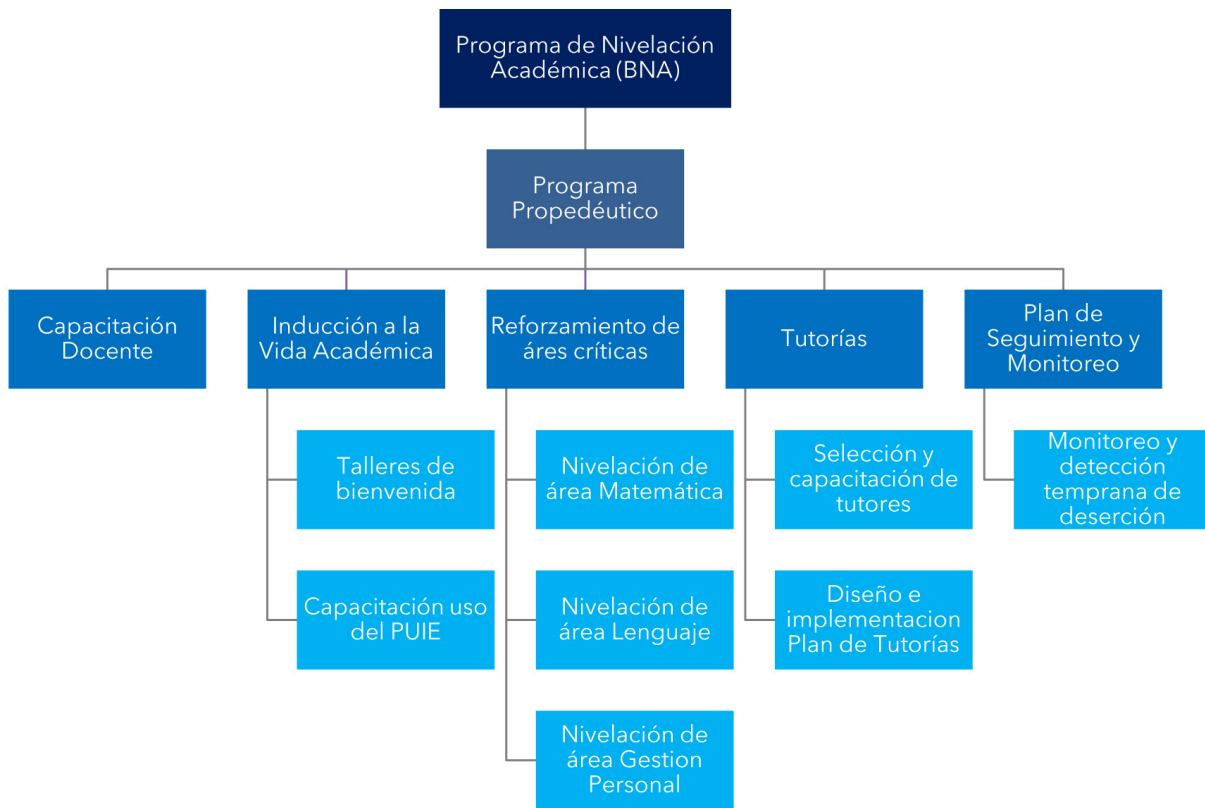 Programa de Nivelación
Académica (BNA)
Programa
Propedéutico
Capacitación
Docente
Inducción a la
Vida Académica
Reforzamiento de
áres críticas
Tutorías
Plan de
Seguimiento y
Monitoreo
Talleres de
bienvenida
Capacitación uso
del PUIE
Nivelación de
área Matemática
Nivelación de
área Lenguaje
Nivelación de
área Gestion
Personal
Selección y
capacitación de
tutores
Diseño e
implementacion
Plan de Tutorías
Monitoreo y
detección
temprana de
deserción